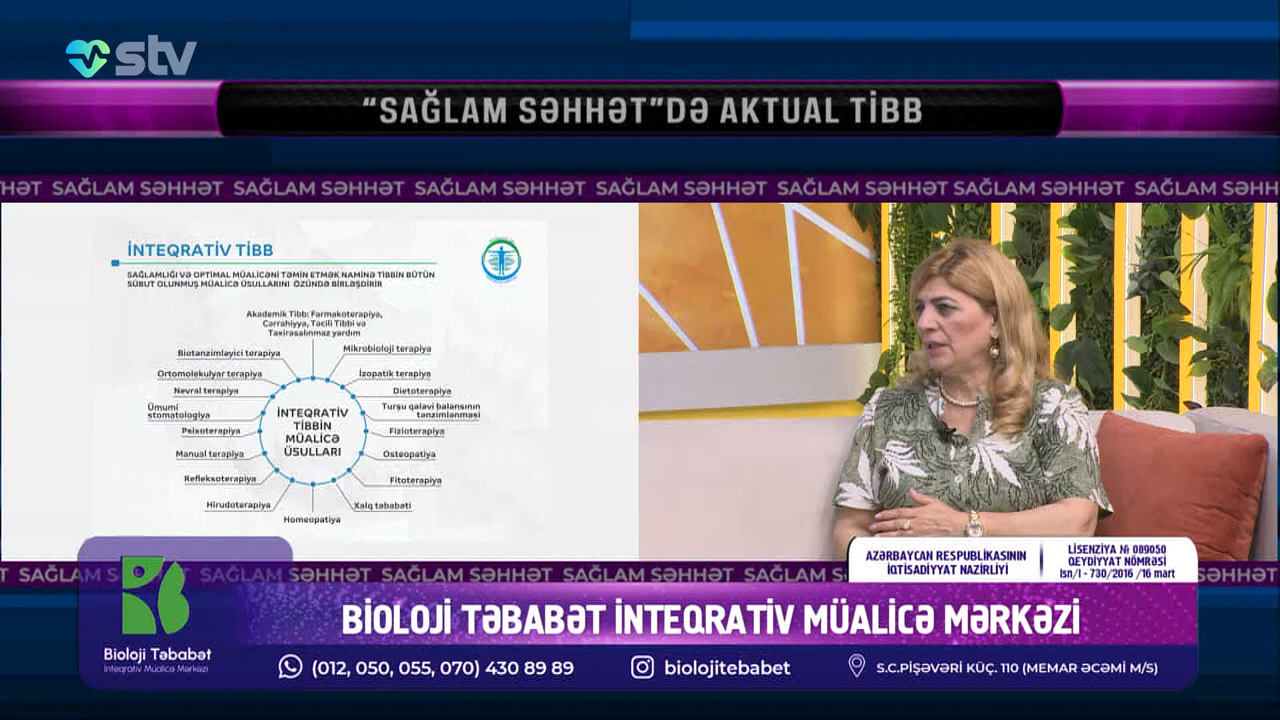 stv
“SAĞLAM SƏHHƏT”DƏ AKTUAL TİBB
HƏT SAĞLAM SƏHHƏT SAĞLAM SƏHHƏT SAĞLAM SƏHHƏT SAĞLAM SƏHHƏT SAĞLAM SƏHHƏT SAĞLAM SƏHHƏT SAĞLAM SƏHH
İNTEQRATİV TİBB
SAĞLAMLIĞI VƏ OPTIMAL MÜALİCƏNİ TƏMİN ETMƏK NAMİNƏ TİBBİN BÜTÜN
SÜBUT OLUNMUŞ MÜALİCƏ ÜSULLARINI ÖZÜNDƏ BİRLƏŞDİRİR
Akademik Tibb: Farmakoterapiya,
Cərrahiyyə, Təcili Tibbi və
Təxirəsalınmaz yardım
Biotənzimləyici terapiya
Mikrobioloji terapiya
Ortomolekulyar terapiya
İzopatik terapiya
Nevral terapiya
Dietoterapiya
Ümumi
stomatologiya
Turşu qələvi balansının
tənzimlənməsi
İNTEQRATİV
TİBBİN
MÜALİCƏ
ÜSULLARI
Psixoterapiya
Fizioterapiya
Manual terapiya
Osteopatiya
Refleksoterapiya
Fitoterapiya
Hirudoterapiya
Xalq təbabəti
Homeopatiya
AZƏRBAYCAN RESPUBLİKASININ
İQTİSADİYYAT NAZİRLİYİ
LİSENZİYA № 089050
QEYDİYYAT NÖMRƏSİ
isn/I - 730/2016 /16 mart
T SAĞLAM SƏHHƏT SAĞLAM SƏHHƏT SAĞLAM SƏHHƏT SAĞLAM SƏHHƏT SAĞLAM SƏHHƏT
BİOLOJİ TƏBABƏT İNTEQRATİV MÜALİCƏ MƏRKƏZİ
Bioloji Təbabət
İnteqrativ Müalicə Mərkəzi
(012, 050, 055, 070) 430 89 89
biolojitebabet
S.C.PİŞƏVƏRİ KÜÇ. 110 (MEMAR ƏCƏMİ M/S)